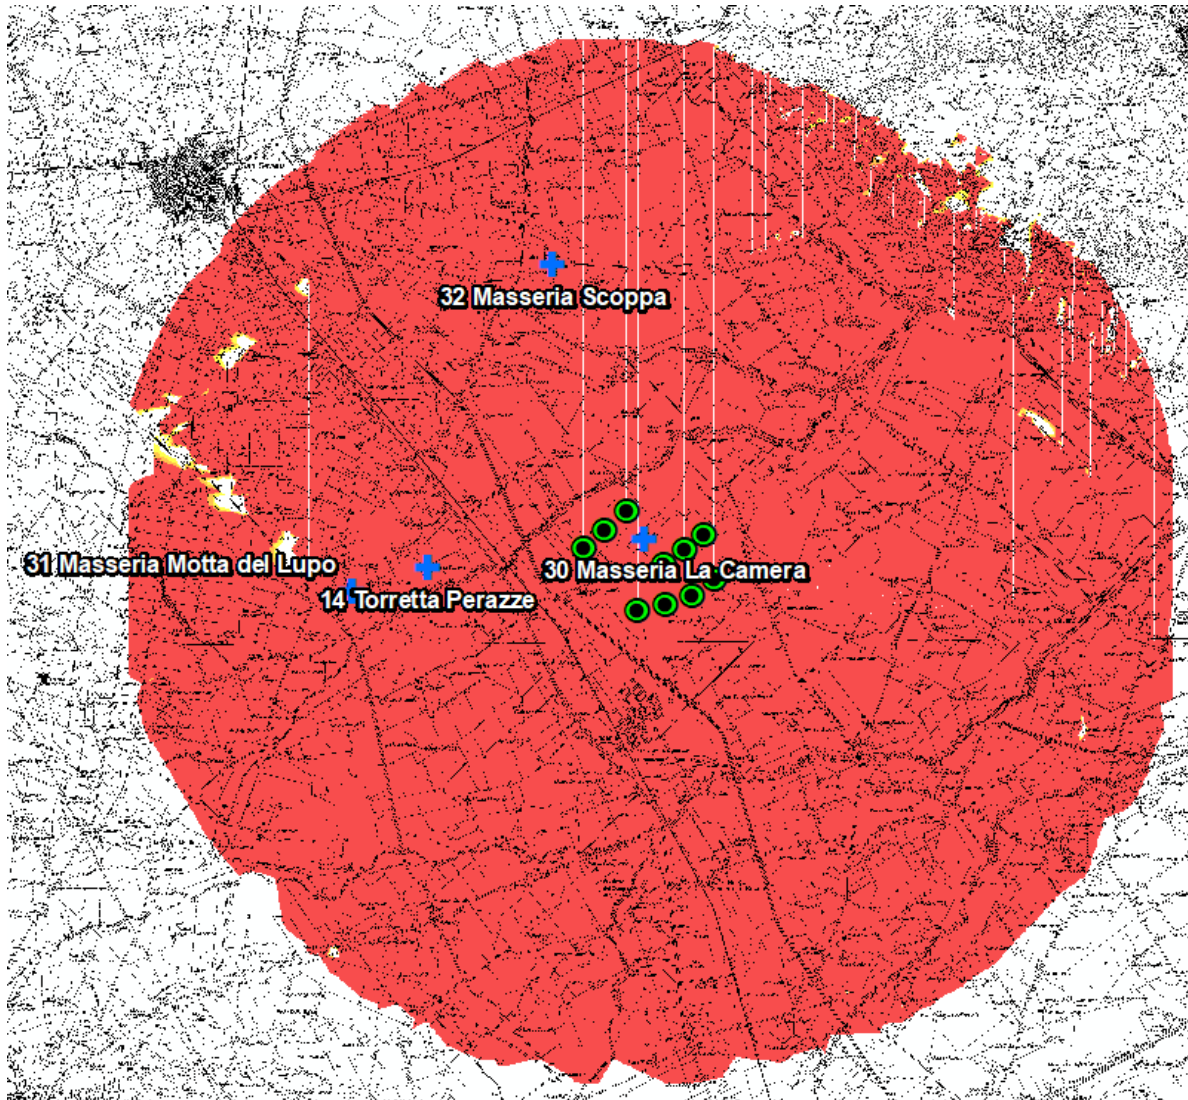 32 Masseria Scoppa
31 Masseria Motta del Lupo
30 Masseria La Camera
14 Torretta Perazze